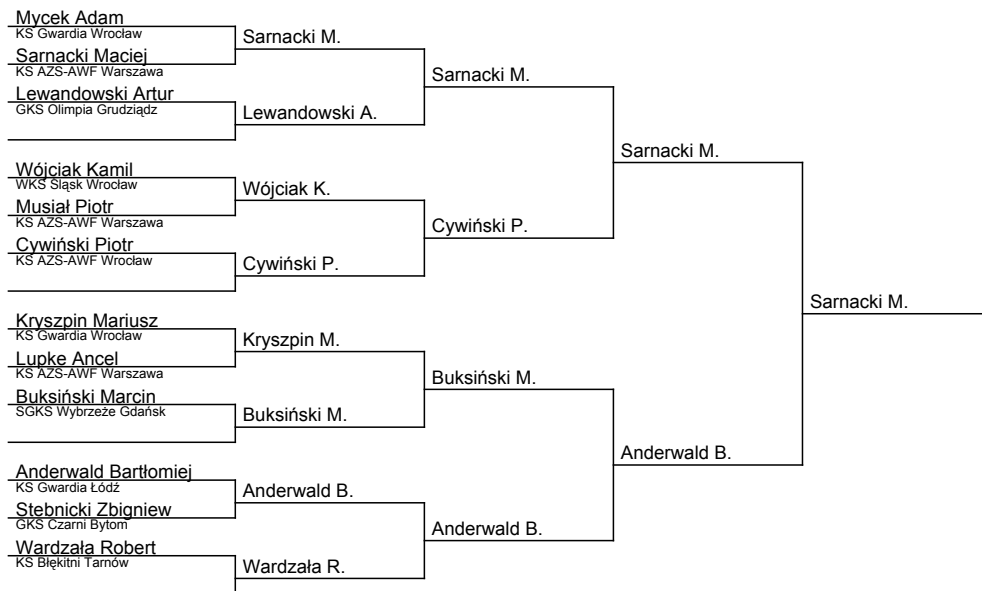 Mycek Adam
KS Gwardia Wrocław
Sarnacki Maciej
KS AZS-AWF Warszawa
Lewandowski Artur
GKS Olimpia Grudziądz
Wójciak Kamil
WKS Śląsk Wrocław
Musiał Piotr
KS AZS-AWF Warszawa
Cywiński Piotr
KS AZS-AWF Wrocław
Kryszpin Mariusz
KS Gwardia Wrocław
Lupke Ancel
KS AZS-AWF Warszawa
Buksiński Marcin
SGKS Wybrzeże Gdańsk
Anderwald Bartłomiej
KS Gwardia Łódź
Stebnicki Zbigniew
GKS Czarni Bytom
Wardzała Robert
KS Błękitni Tarnów
Sarnacki M.
Lewandowski A.
Wójciak K.
Cywiński P.
Kryszpin M.
Buksiński M.
Anderwald B.
Wardzała R.
Sarnacki M.
Cywiński P.
Buksiński M.
Anderwald B.
Sarnacki M.
Anderwald B.
Sarnacki M.